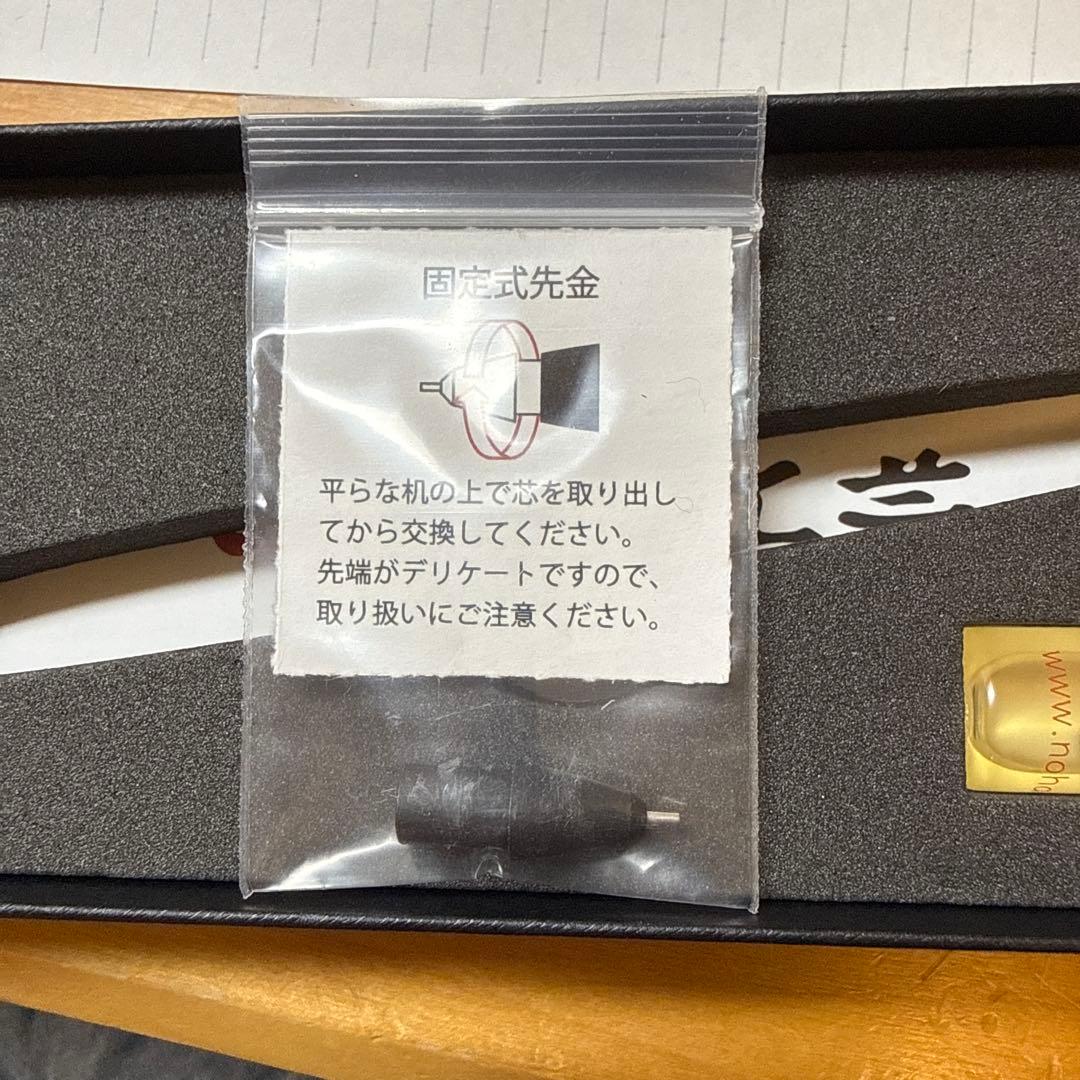 固定式先金
平らな机の上で芯を取り出し
てから交換してください。
先端がデリケートですので、
取り扱いにご注意ください。
www.noho